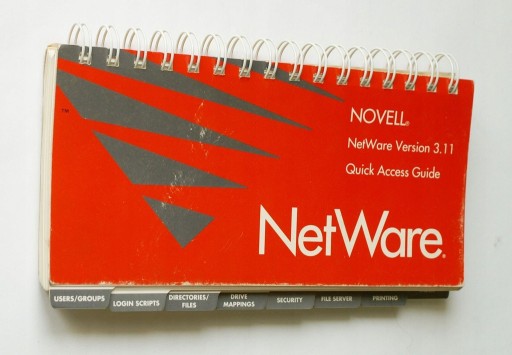 NOVELL®
NetWare Version 3.11
Quick Access Guide
NetWare®
USERS/GROUPS
LOGIN SCRIPTS
DIRECTORIES/
FILES
DRIVE
MAPPINGS
SECURITY
FILE SERVER
PRINTING